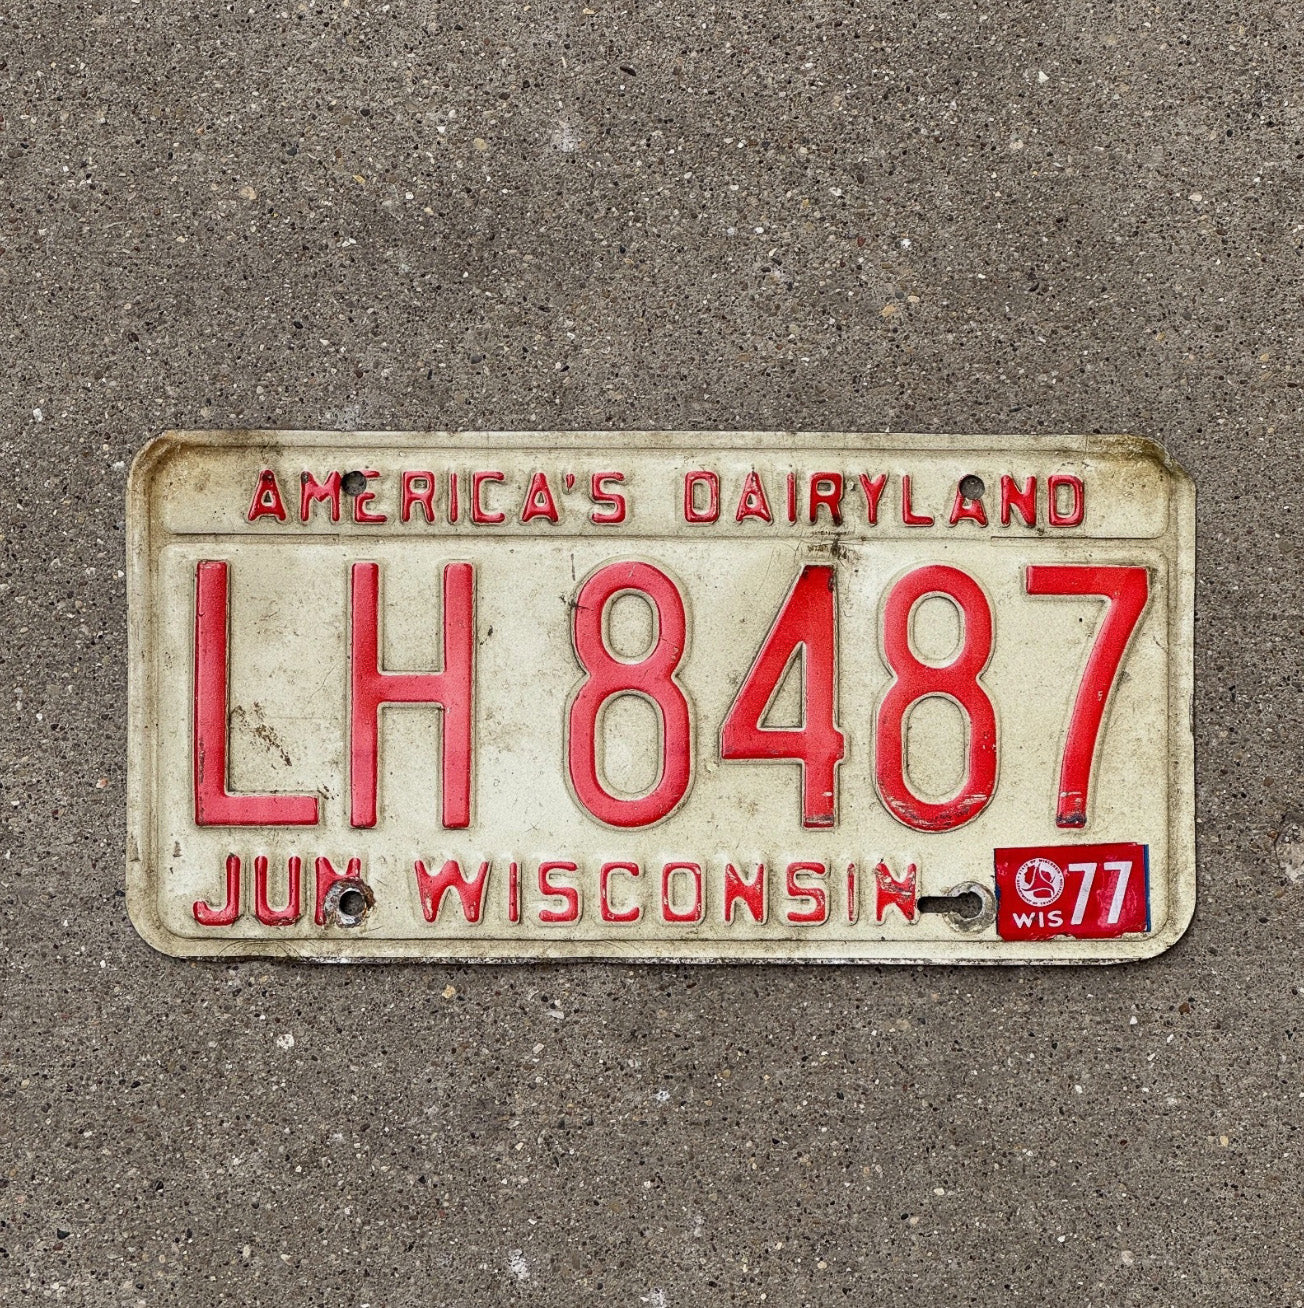 AMERICA'S DAIRYLAND
LH 8487
JUN WISCONSIN
WIS 77